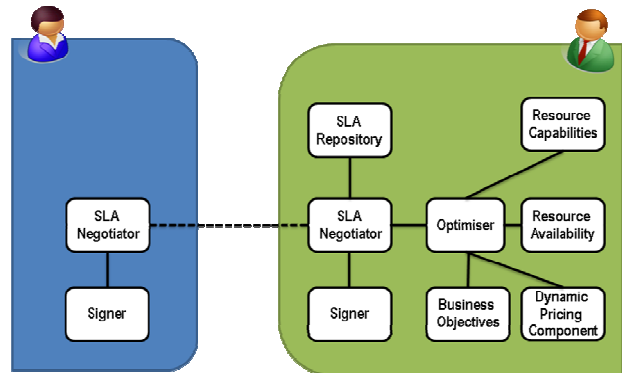 SLA
Repository
Resource
Capabilities
SLA
Negotiator
SLA
Negotiator
Optimiser
Resource
Availability
Signer
Signer
Business
Objectives
Dynamic
Pricing
Component